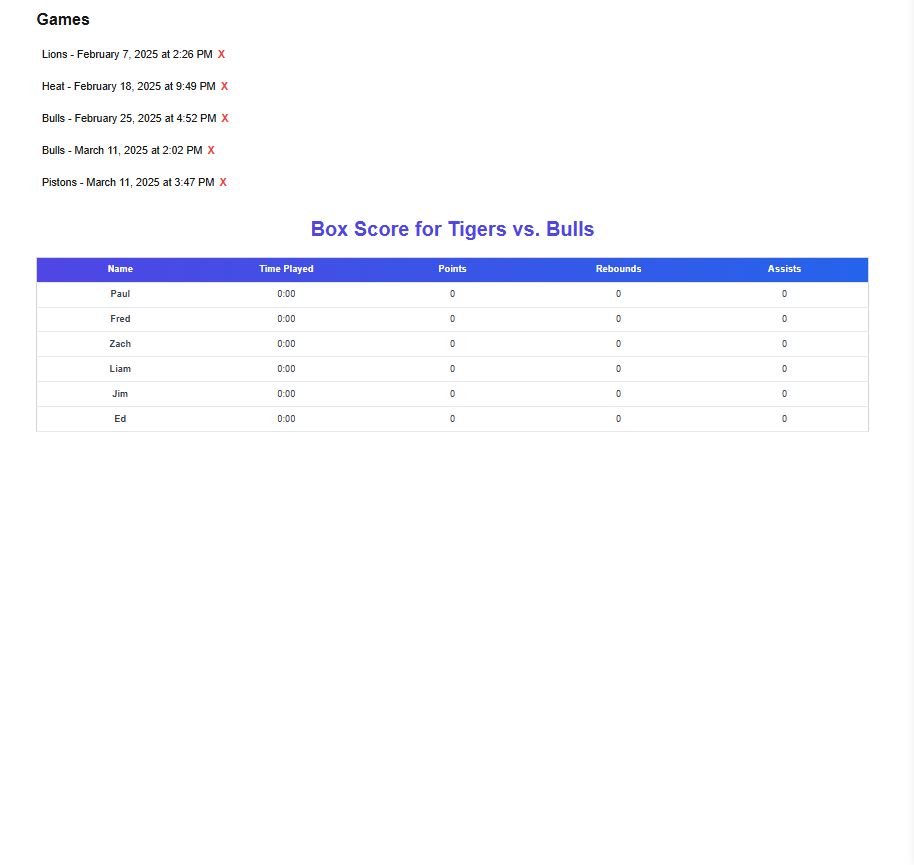 Games
Lions - February 7, 2025 at 2:26 PM X
Heat - February 18, 2025 at 9:49 PM X
Bulls - February 25, 2025 at 4:52 PM X
Bulls - March 11, 2025 at 2:02 PM X
Pistons - March 11, 2025 at 3:47 PM X
Box Score for Tigers vs. Bulls
Name Time Played Points Rebounds Assists
Paul 0:00 0 0 0
Fred 0:00 0 0 0
Zach 0:00 0 0 0
Liam 0:00 0 0 0
Jim 0:00 0 0 0
Ed 0:00 0 0 0